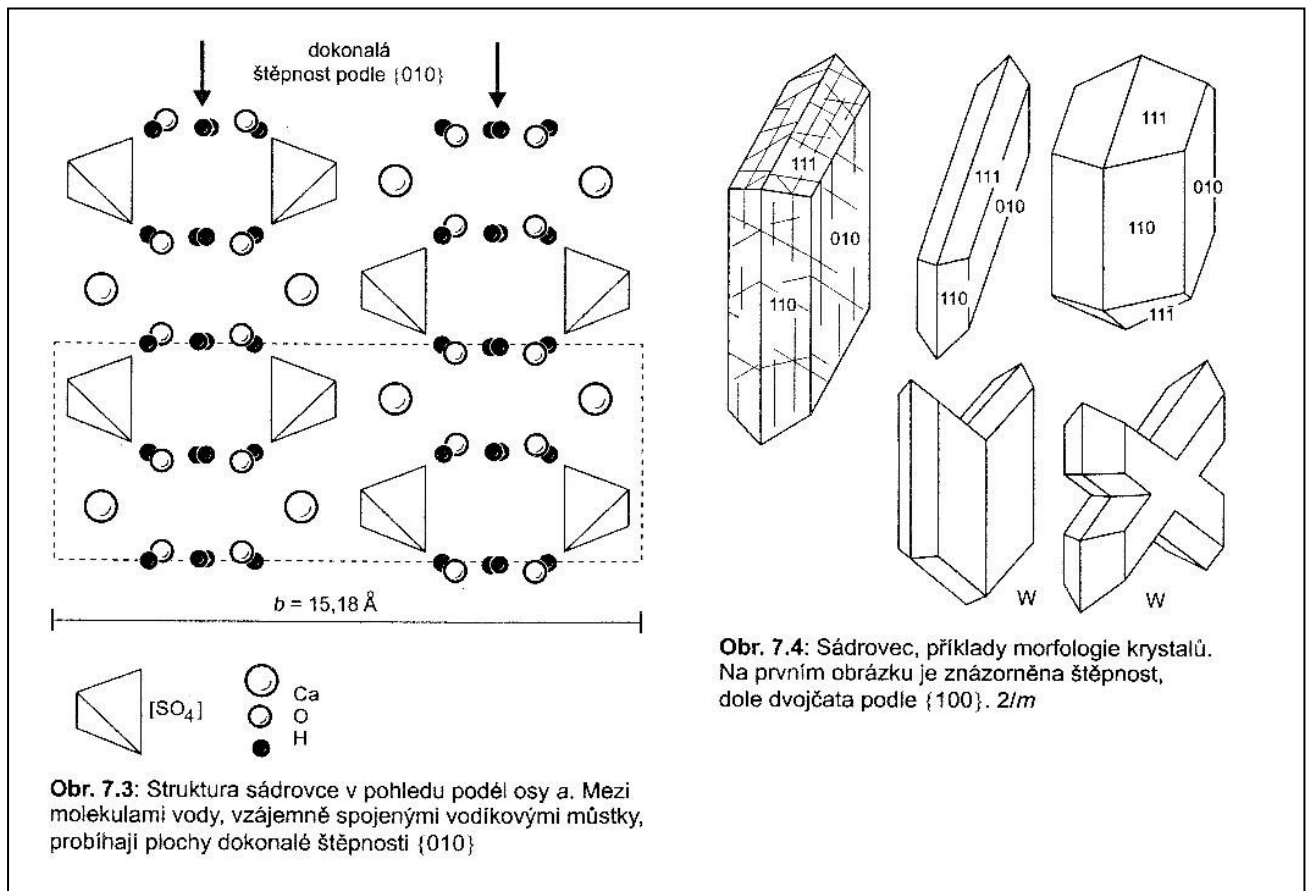 dokonalá
štěpnost podle {010}
b = 15,18 Å
[SO₄]
Ca
O
H
Obr. 7.3: Struktura sádrovce v pohledu podél osy a. Mezi
molekulami vody, vzájemně spojenými vodíkovými můstky,
probíhají plochy dokonalé štěpnosti {010}
111
010
110
111
010
110
111
010
110
111̅
W
W
Obr. 7.4: Sádrovec, příklady morfologie krystalů.
Na prvním obrázku je znázorněna štěpnost,
dole dvojčata podle {100}. 2/m